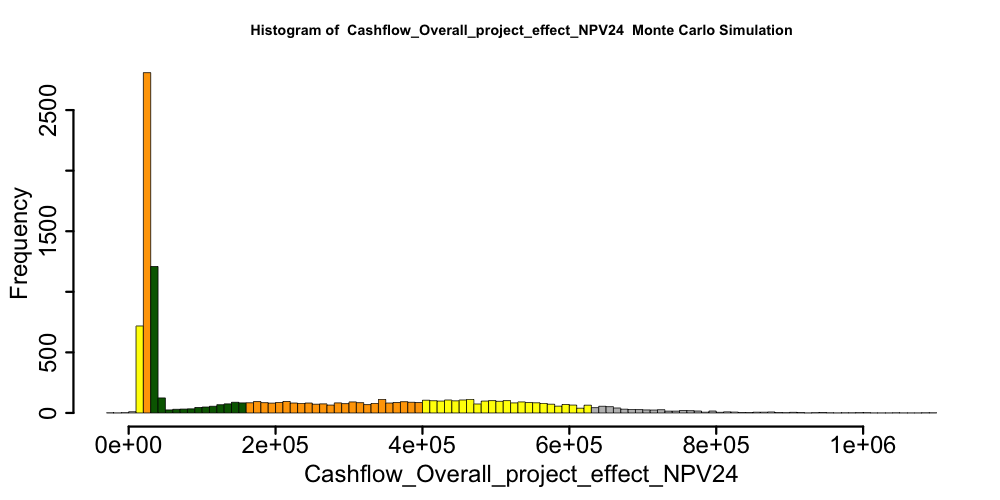 Histogram of  Cashflow_Overall_project_effect_NPV24  Monte Carlo Simulation
Frequency
2500
1500
500
0
0e+00 2e+05 4e+05 6e+05 8e+05 1e+06
Cashflow_Overall_project_effect_NPV24